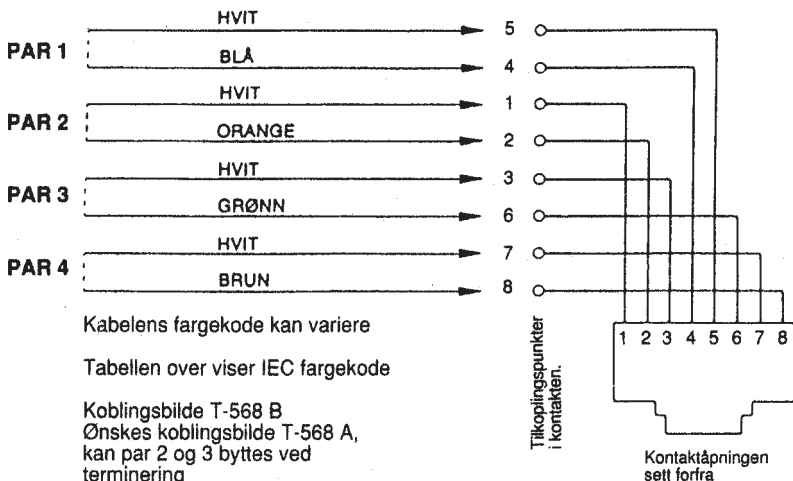 HVIT 5
PAR 1
BLÅ 4
HVIT 1
PAR 2
ORANGE 2
HVIT 3
PAR 3
GRØNN 6
HVIT 7
PAR 4
BRUN 8
Kabelens fargekode kan variere
Tabellen over viser IEC fargekode
Koblingsbilde T-568 B
Ønskes koblingsbilde T-568 A,
kan par 2 og 3 byttes ved
terminering
Tilkoplingspunkter
i kontakten.
1 2 3 4 5 6 7 8
Kontaktåpningen
sett forfra